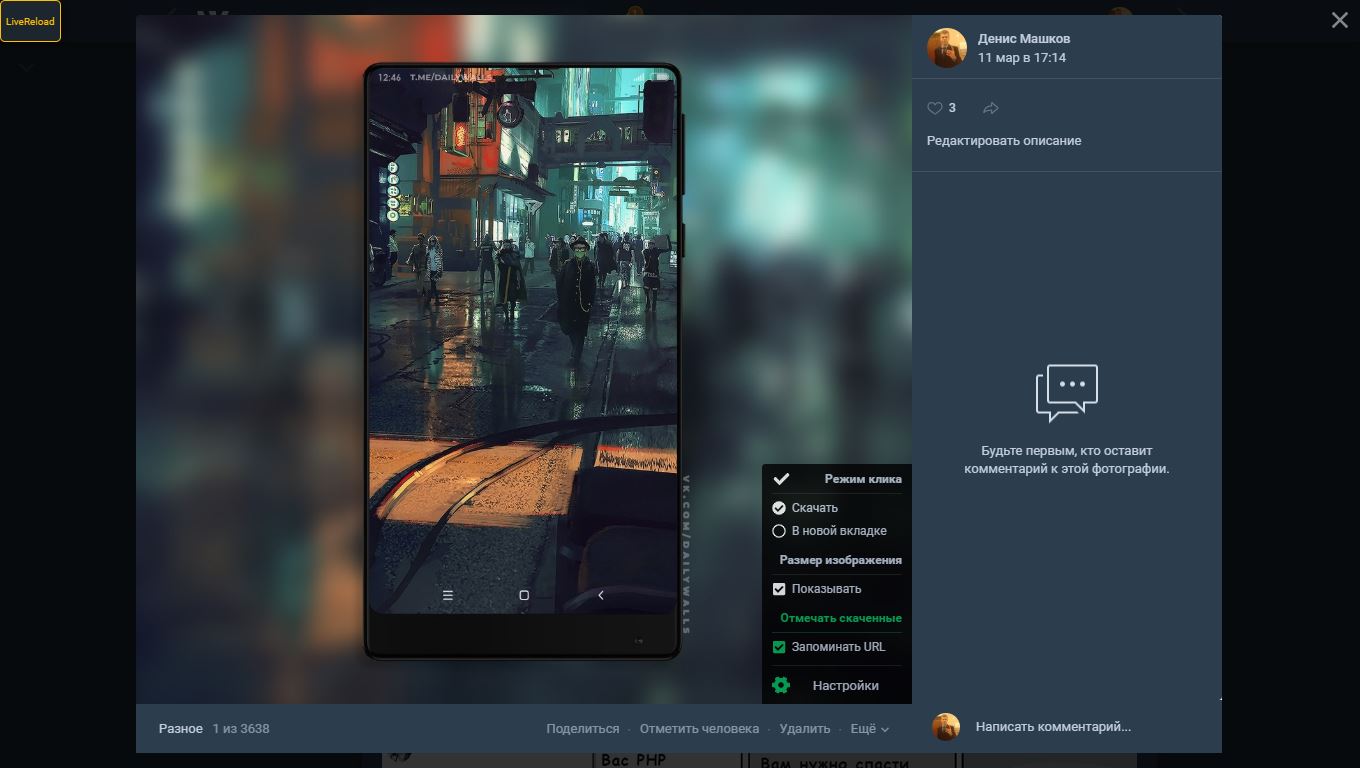 LiveReload
Денис Машков
11 мар в 17:14
3
Редактировать описание
12:46 T.ME/DAILYWALLS
VK.COM/DAILYWALLS
Режим клика
Скачать
В новой вкладке
Размер изображения
Показывать
Отмечать скаченные
Запоминать URL
Настройки
Будьте первым, кто оставит
комментарий к этой фотографии.
Разное 1 из 3638
Поделиться · Отметить человека · Удалить · Ещё
Написать комментарий...
Вас PHP
Вам нужна спасти